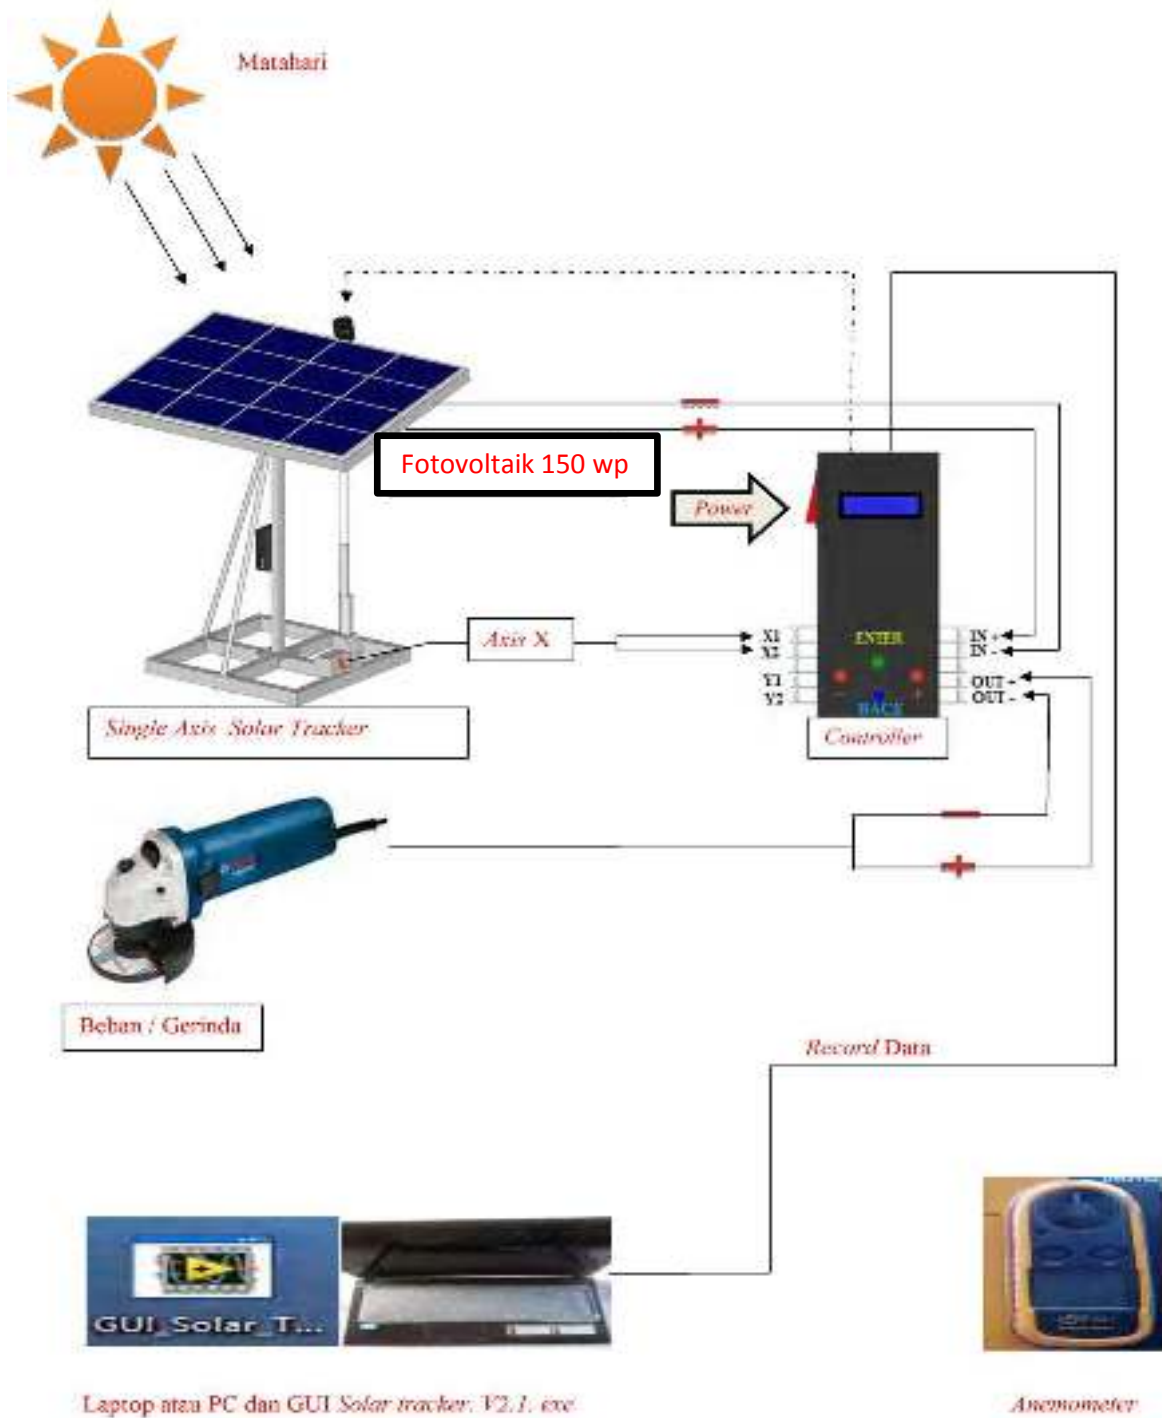 Matahari
Fotovoltaik 150 wp
Power
Axis X
X1
X2
Y1
Y2
ENTER
- +
BACK
IN +
IN -
OUT +
OUT -
Single Axis Solar Tracker
Controller
Beban / Gerinda
Record Data
GUI_Solar_T...
Laptop atau PC dan GUI Solar tracker. V2.1. exe
Anemometer